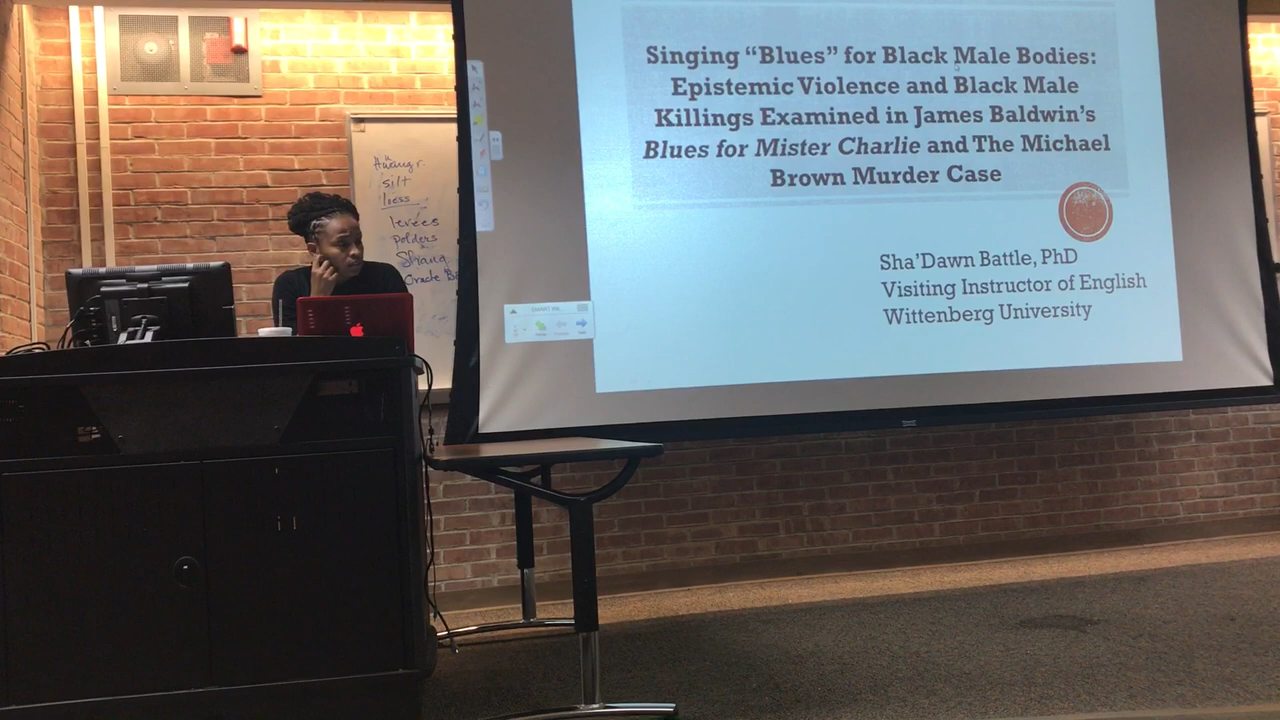 Singing “Blues” for Black Male Bodies:
Epistemic Violence and Black Male
Killings Examined in James Baldwin’s
Blues for Mister Charlie and The Michael
Brown Murder Case
Sha’Dawn Battle, PhD
Visiting Instructor of English
Wittenberg University
silt
loess
levees
polders
Shang
Oracle